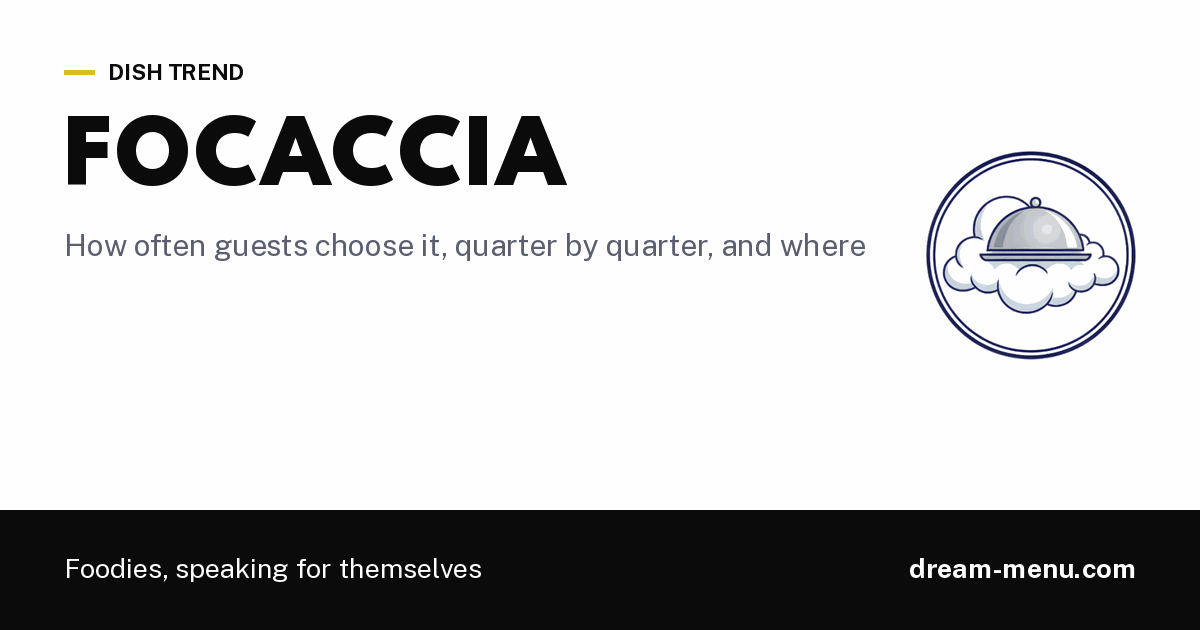 DISH TREND
FOCACCIA
How often guests choose it, quarter by quarter, and where
Foodies, speaking for themselves
dream-menu.com